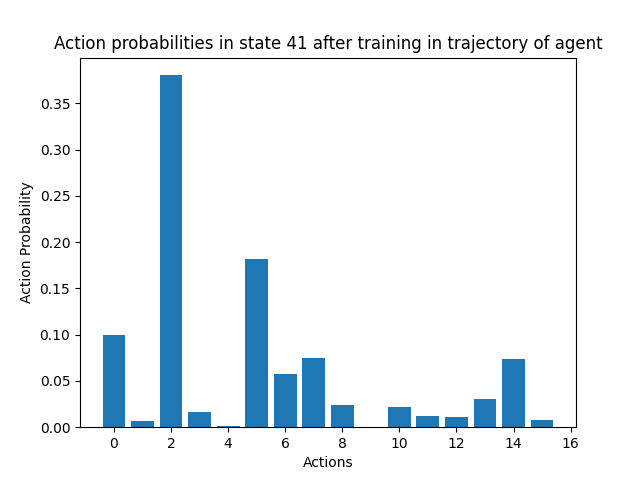 Action probabilities in state 41 after training in trajectory of agent
0.35
0.30
0.25
0.20
0.15
0.10
0.05
0.00
Action Probability
0 2 4 6 8 10 12 14 16
Actions